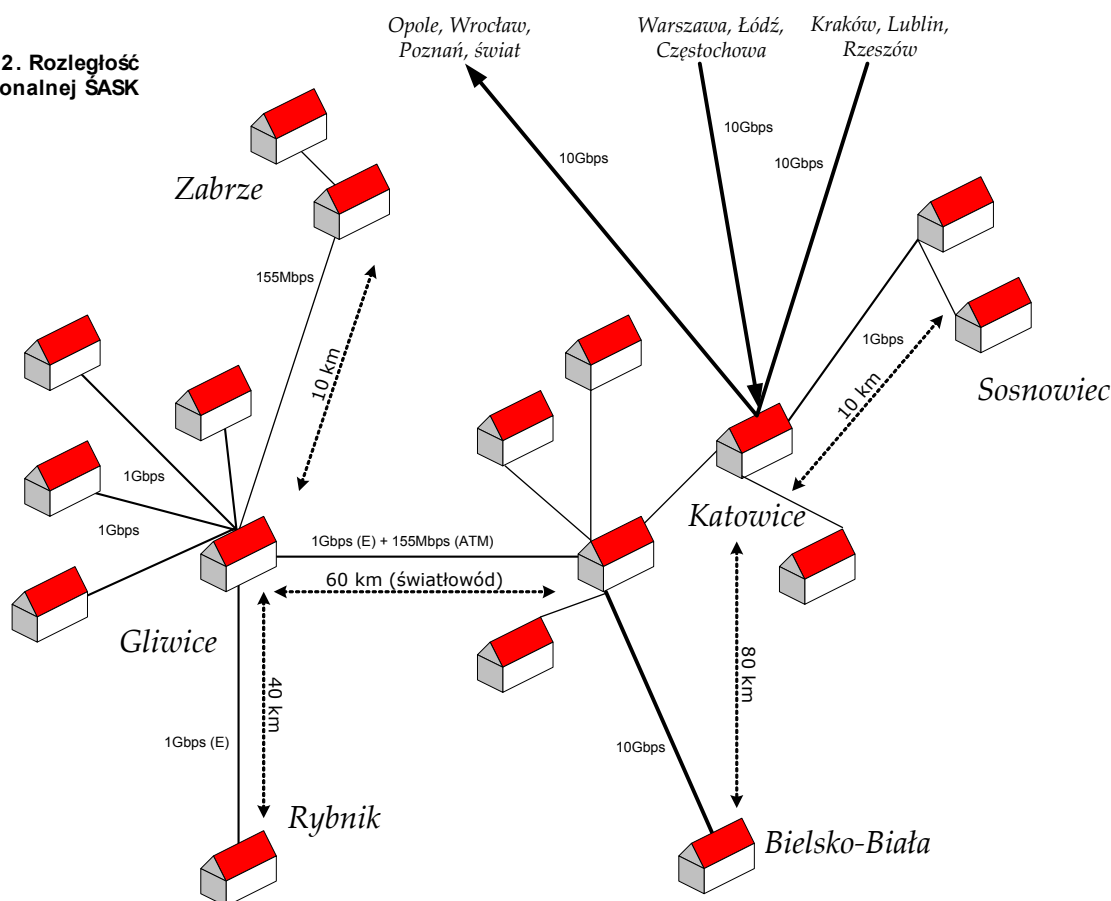 2. Rozległość
onalnej ŚASK
Opole, Wrocław,
Poznań, świat
Warszawa, Łódź,
Częstochowa
Kraków, Lublin,
Rzeszów
10Gbps
10Gbps
10Gbps
Zabrze
155Mbps
10 km
1Gbps
10 km
Sosnowiec
1Gbps
1Gbps
Katowice
1Gbps (E) + 155Mbps (ATM)
60 km (światłowód)
Gliwice
40 km
80 km
1Gbps (E)
10Gbps
Rybnik
Bielsko-Biała